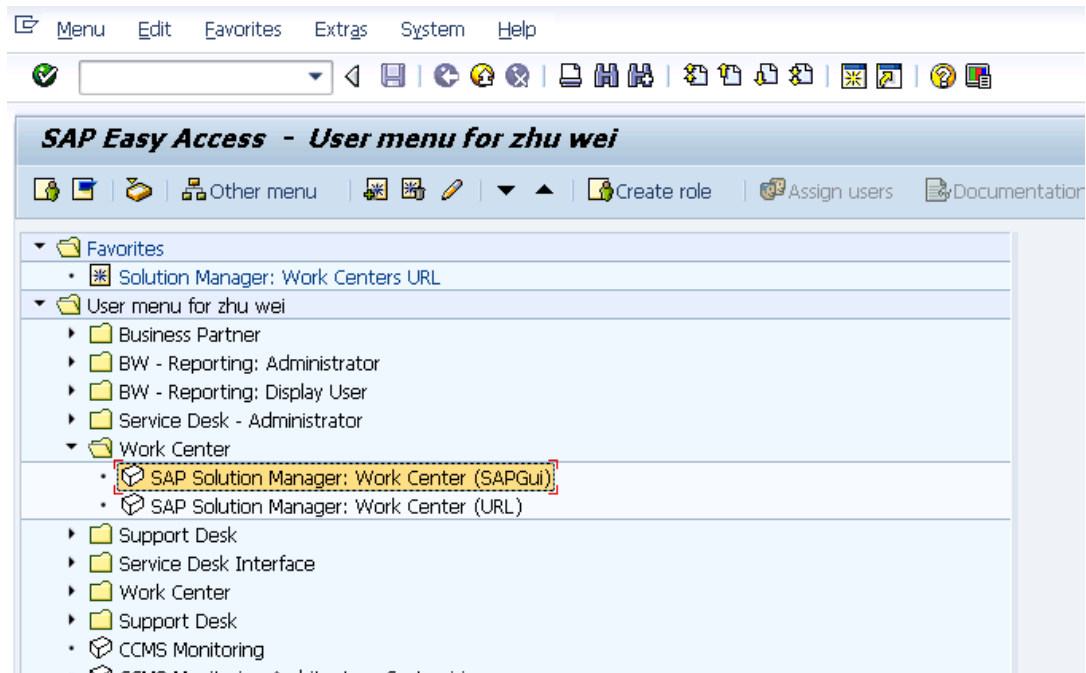 Menu Edit Favorites Extras System Help
SAP Easy Access - User menu for zhu wei
Other menu Create role Assign users Documentation
Favorites
Solution Manager: Work Centers URL
User menu for zhu wei
Business Partner
BW - Reporting: Administrator
BW - Reporting: Display User
Service Desk - Administrator
Work Center
SAP Solution Manager: Work Center (SAPGui)
SAP Solution Manager: Work Center (URL)
Support Desk
Service Desk Interface
Work Center
Support Desk
CCMS Monitoring